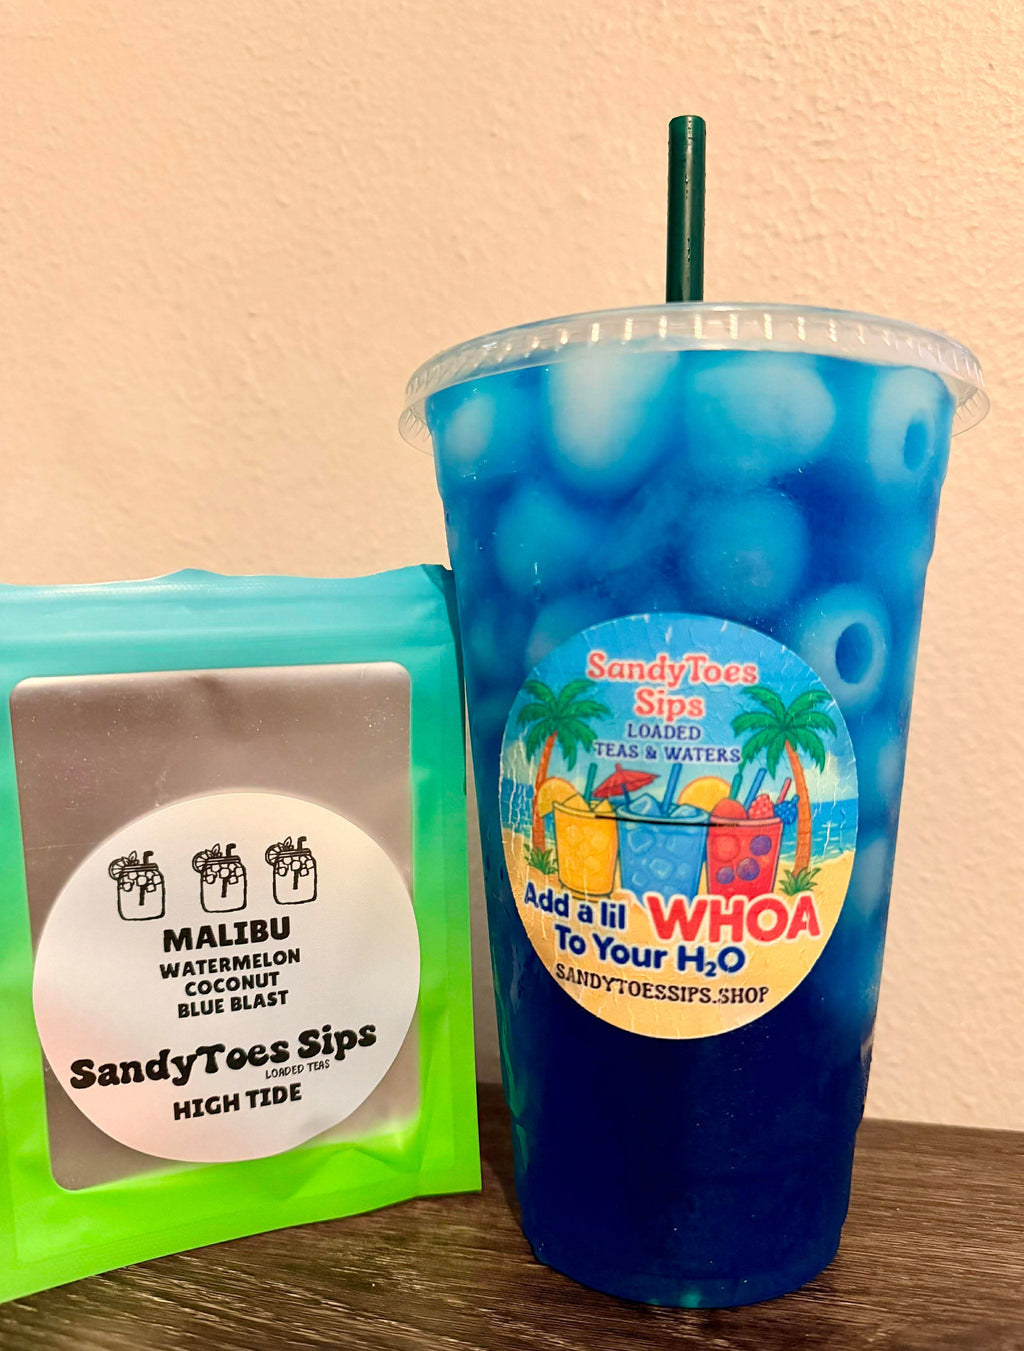 MALIBU
WATERMELON
COCONUT
BLUE BLAST
SandyToes Sips
LOADED TEAS
HIGH TIDE
SandyToes
Sips
LOADED
TEAS & WATERS
Add a lil WHOA
To Your H₂O
SANDYTOESSIPS.SHOP